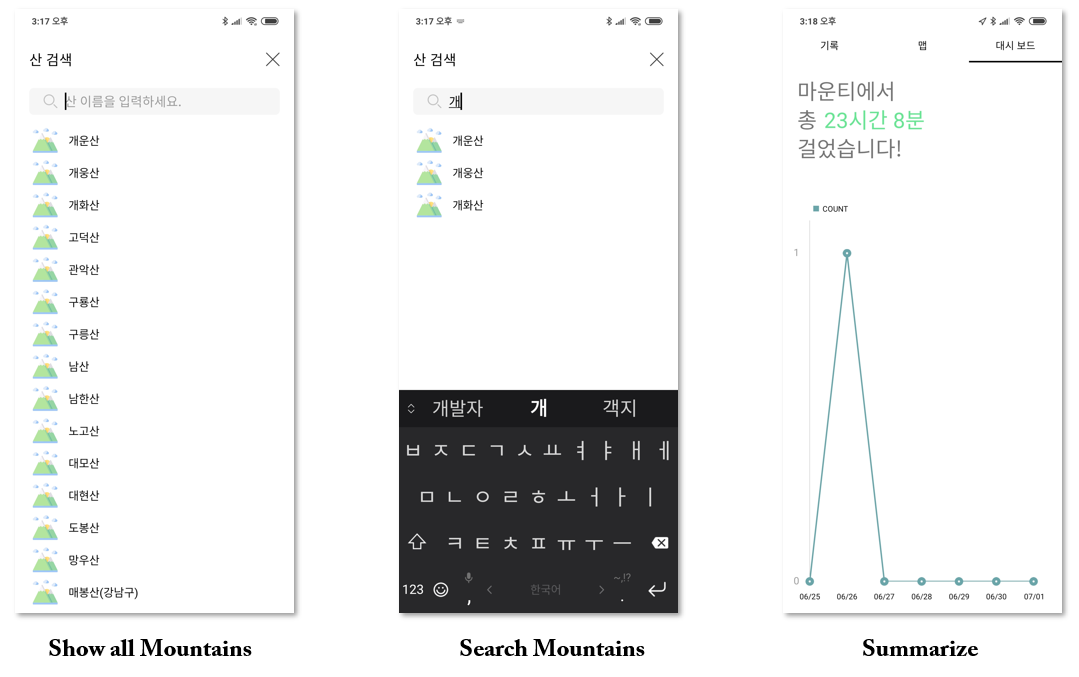 3:17 오후
산 검색
산 이름을 입력하세요.
개운산
개웅산
개화산
고덕산
관악산
구룡산
구릉산
남산
남한산
노고산
대모산
대현산
도봉산
망우산
매봉산(강남구)
Show all Mountains
3:17 오후
산 검색
개
개운산
개웅산
개화산
개발자 개 객지
ㅂ ㅈ ㄷ ㄱ ㅅ ㅛ ㅕ ㅑ ㅐ ㅔ
ㅁ ㄴ ㅇ ㄹ ㅎ ㅗ ㅓ ㅏ ㅣ
ㅋ ㅌ ㅊ ㅍ ㅠ ㅜ ㅡ
~,!?
123 , < 한국어 > .
Search Mountains
3:18 오후
기록 맵 대시 보드
마운티에서
총 23시간 8분
걸었습니다!
COUNT
1
0
06/25 06/26 06/27 06/28 06/29 06/30 07/01
Summarize